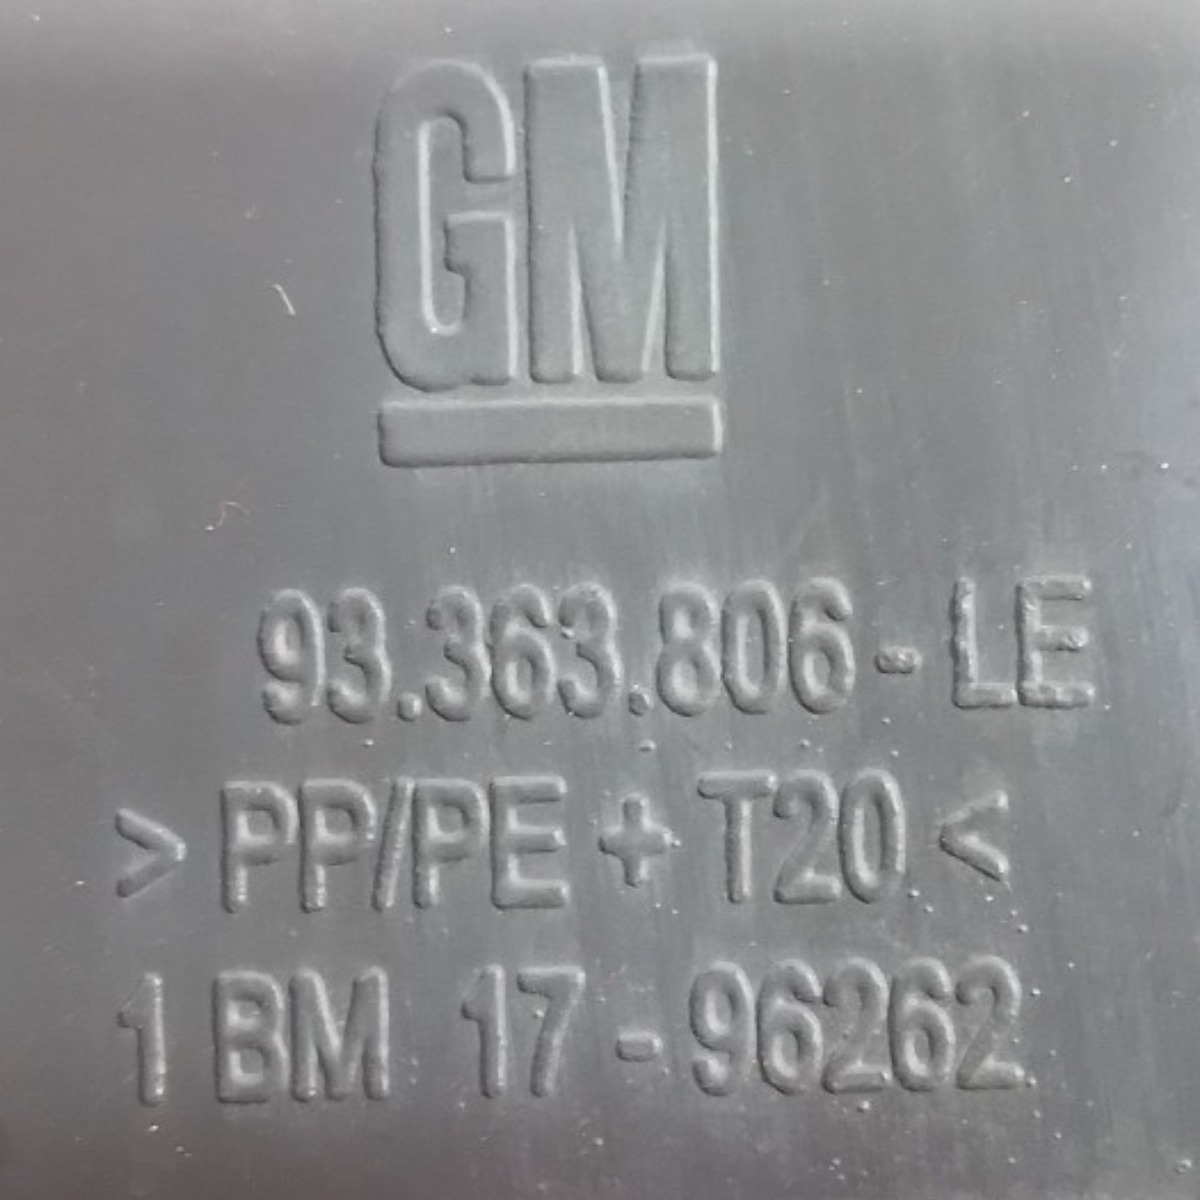 GM
93.363.806-LE
> PP/PE + T20 <
1 BM 17-96262